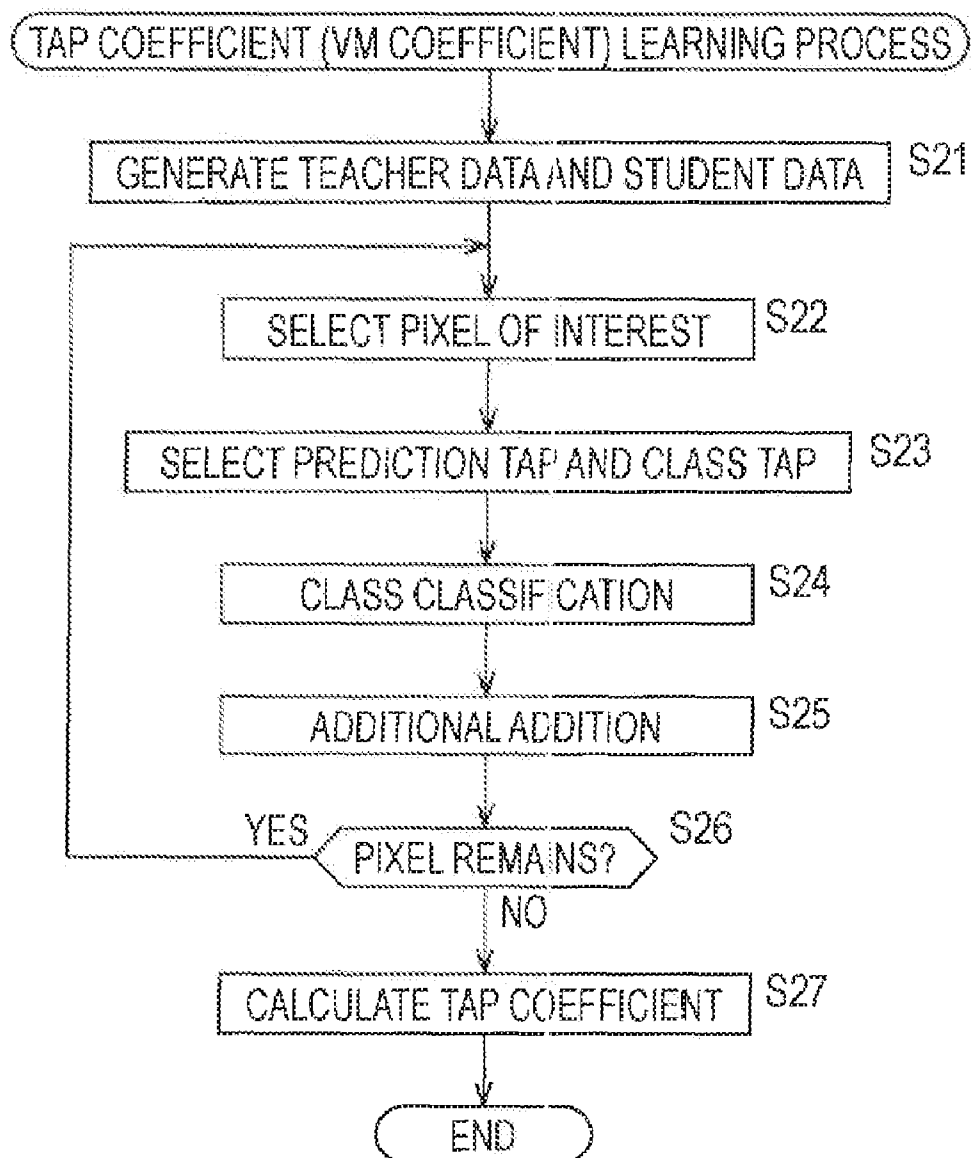 TAP COEFFICIENT (VM COEFFICIENT) LEARNING PROCESS
GENERATE TEACHER DATA AND STUDENT DATA S21
SELECT PIXEL OF INTEREST S22
SELECT PREDICTION TAP AND CLASS TAP S23
CLASS CLASSIFICATION S24
ADDITIONAL ADDITION S25
YES PIXEL REMAINS? S26
NO
CALCULATE TAP COEFFICIENT S27
END